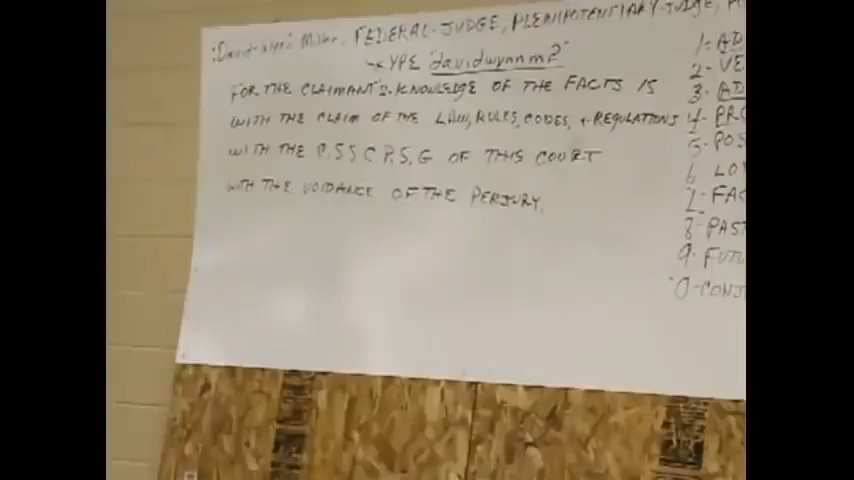 :David-Wynn: Miller, FEDERAL-JUDGE, PLENIPOTENTIARY-JUDGE,
YPE "davidwynnm?"
FOR THE CLAIMANT'S-KNOWLEDGE OF THE FACTS IS
WITH THE CLAIM OF THE LAW, RULES, CODES, + REGULATIONS
WITH THE C.S.S.C.P.S.G OF THIS COURT
WITH THE VOIDANCE OF THE PERJURY.
1- AD
2- VE
3- AD
4- PRO
5- POS
6 LO
7- FAC
8- PAST
9- FUTU
0-CONJ